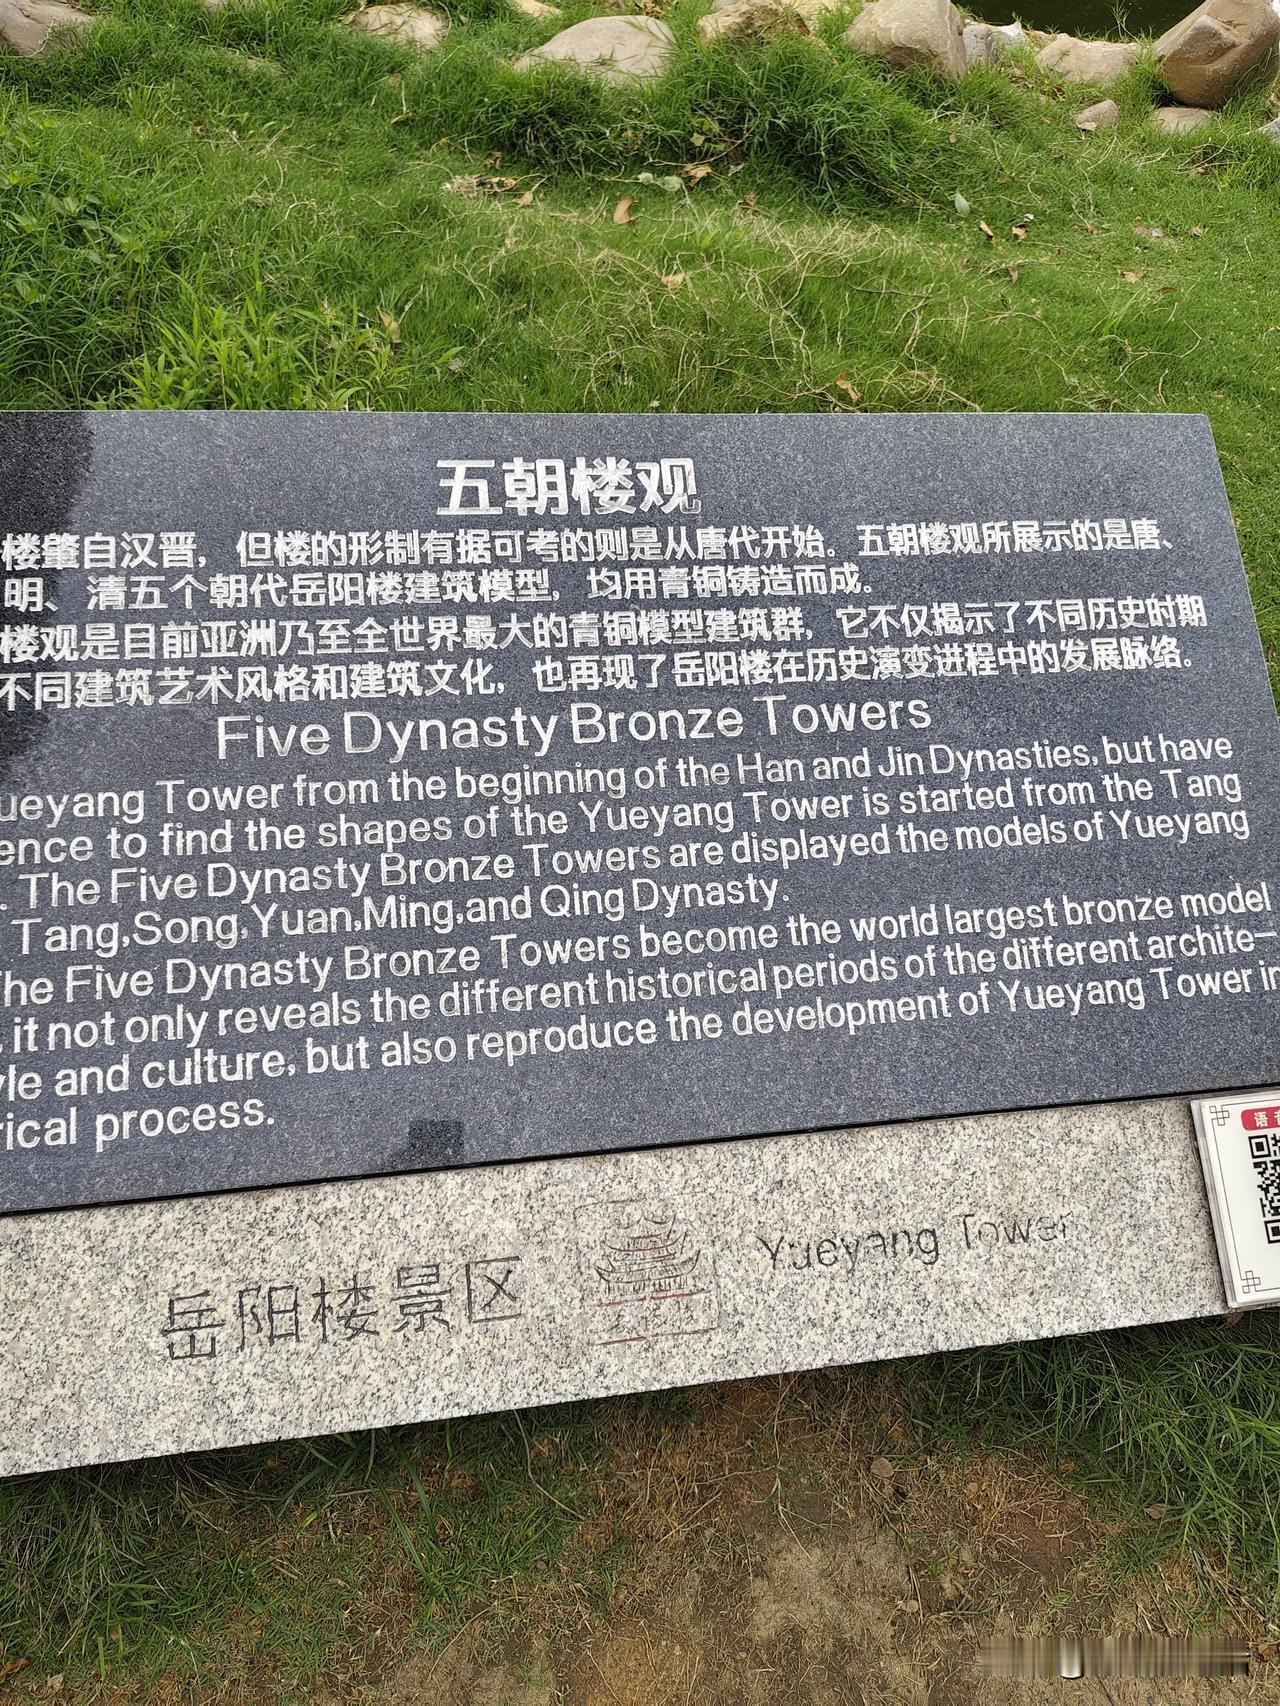 五朝楼观
楼肇自汉晋，但楼的形制有据可考的则是从唐代开始。五朝楼观所展示的是唐、
明、清五个朝代岳阳楼建筑模型，均用青铜铸造而成。
楼观是目前亚洲乃至全世界最大的青铜模型建筑群，它不仅揭示了不同历史时期
不同建筑艺术风格和建筑文化，也再现了岳阳楼在历史演变进程中的发展脉络。
Five Dynasty Bronze Towers
ueyang Tower from the beginning of the Han and Jin Dynasties, but have
ence to find the shapes of the Yueyang Tower is started from the Tang
. The Five Dynasty Bronze Towers are displayed the models of Yueyang
Tang,Song,Yuan,Ming,and Qing Dynasty.
The Five Dynasty Bronze Towers become the world largest bronze model
, it not only reveals the different historical periods of the different archite-
yle and culture, but also reproduce the development of Yueyang Tower in
rical process.
岳阳楼景区 Yueyang Tower
语音